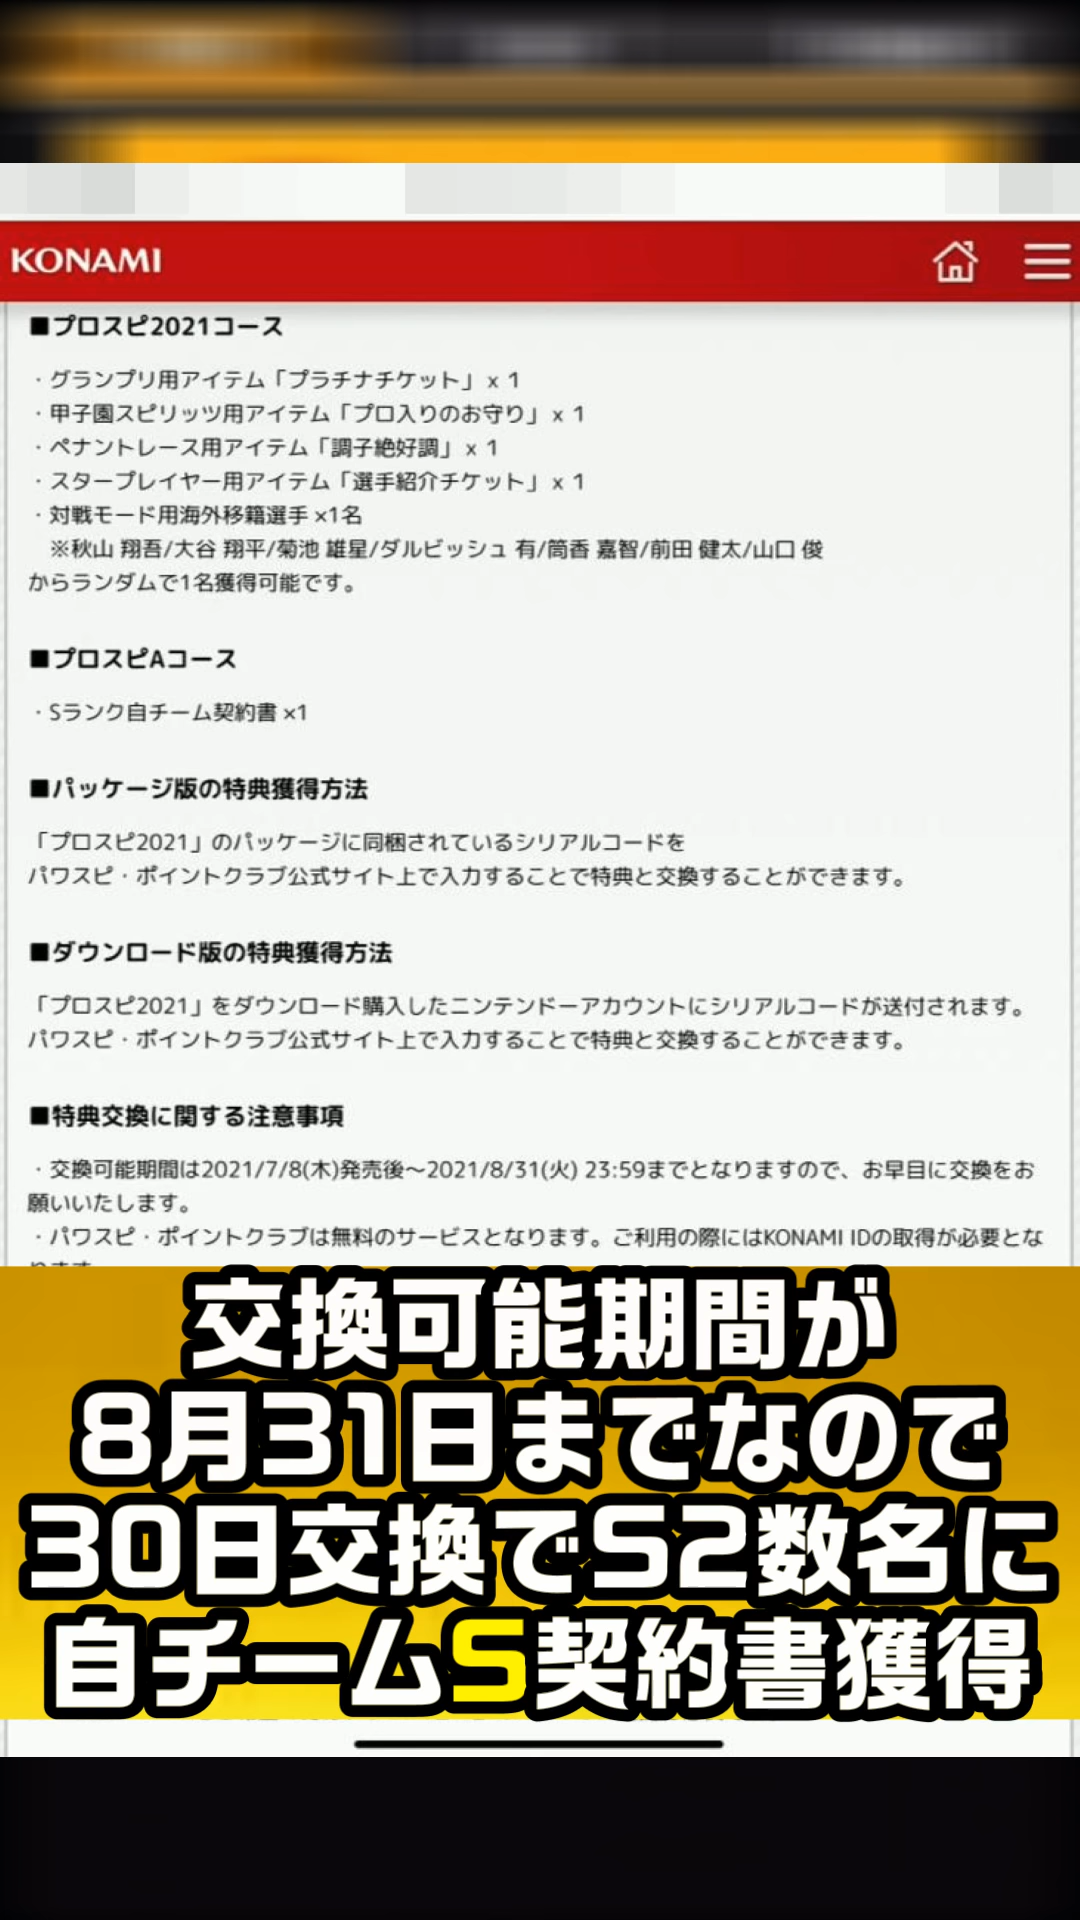 KONAMI
■プロスピ2021コース
・グランプリ用アイテム「プラチナチケット」x 1
・甲子園スピリッツ用アイテム「プロ入りのお守り」x 1
・ペナントレース用アイテム「調子絶好調」x 1
・スタープレイヤー用アイテム「選手紹介チケット」x 1
・対戦モード用海外移籍選手 ×1名
※秋山 翔吾/大谷 翔平/菊池 雄星/ダルビッシュ 有/筒香 嘉智/前田 健太/山口 俊
からランダムで1名獲得可能です。
■プロスピAコース
・Sランク自チーム契約書 ×1
■パッケージ版の特典獲得方法
「プロスピ2021」のパッケージに同梱されているシリアルコードを
パワスピ・ポイントクラブ公式サイト上で入力することで特典と交換することができます。
■ダウンロード版の特典獲得方法
「プロスピ2021」をダウンロード購入したニンテンドーアカウントにシリアルコードが送付されます。
パワスピ・ポイントクラブ公式サイト上で入力することで特典と交換することができます。
■特典交換に関する注意事項
・交換可能期間は2021/7/8(木)発売後～2021/8/31(火) 23:59までとなりますので、お早目に交換をお
願いいたします。
・パワスピ・ポイントクラブは無料のサービスとなります。ご利用の際にはKONAMI IDの取得が必要とな
交換可能期間が
8月31日までなので
30日交換でS2数名に
自チームS契約書獲得